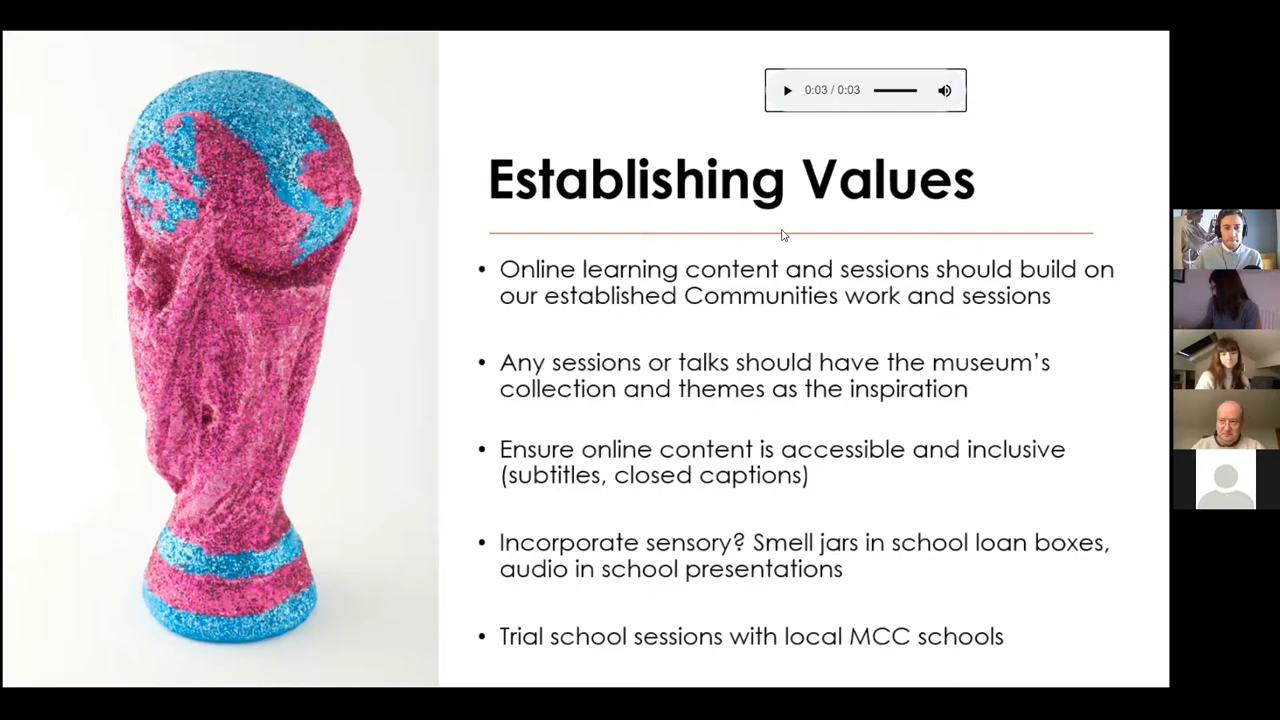 0:03 / 0:03
Establishing Values
• Online learning content and sessions should build on
our established Communities work and sessions
• Any sessions or talks should have the museum's
collection and themes as the inspiration
• Ensure online content is accessible and inclusive
(subtitles, closed captions)
• Incorporate sensory? Smell jars in school loan boxes,
audio in school presentations
• Trial school sessions with local MCC schools